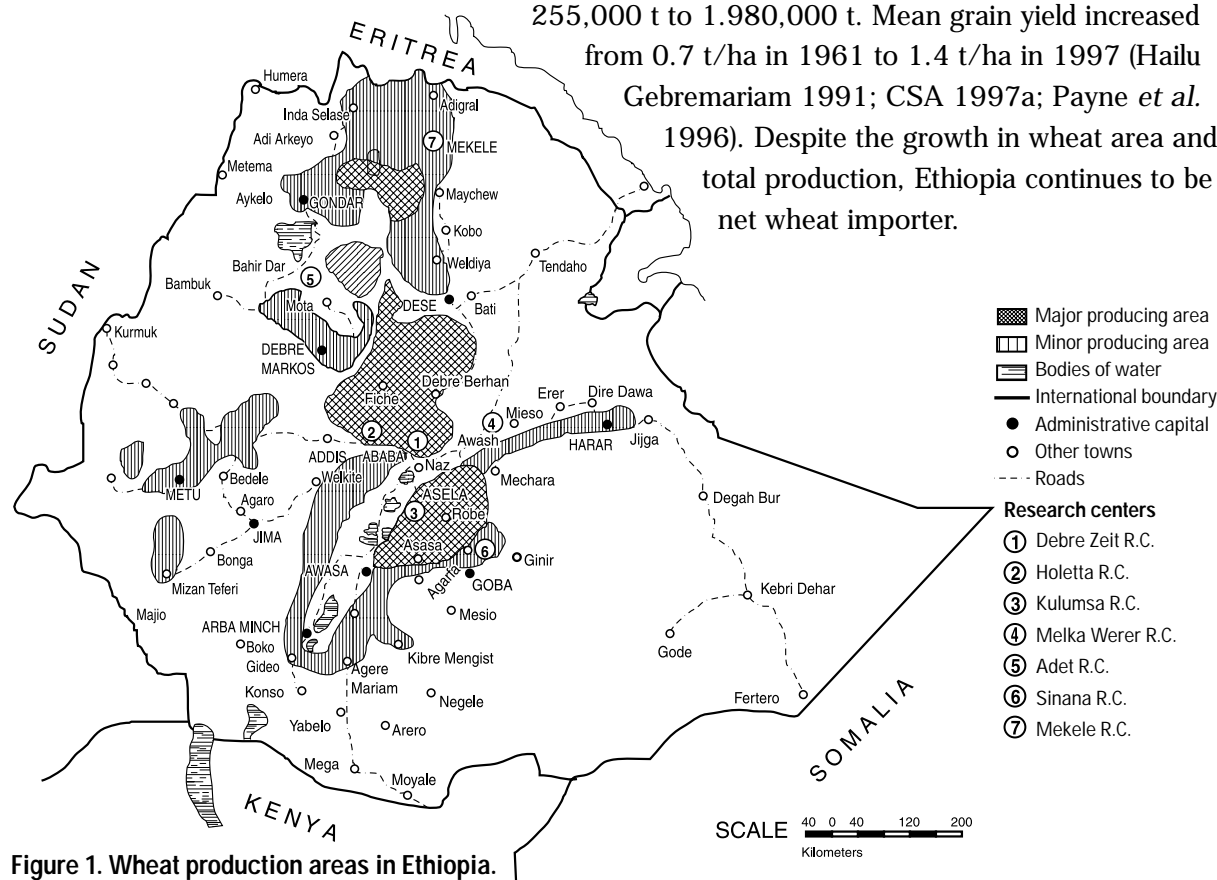 255,000 t to 1.980,000 t. Mean grain yield increased
from 0.7 t/ha in 1961 to 1.4 t/ha in 1997 (Hailu
Gebremariam 1991; CSA 1997a; Payne et al.
1996). Despite the growth in wheat area and
total production, Ethiopia continues to be
net wheat importer.
ERITREA
Humera
Inda Selase
Adigral
Adi Arkeyo
7
MEKELE
Metema
Aykelo
GONDAR
Maychew
Kobo
Bahir Dar
Weldiya
Tendaho
SUDAN
Bambuk
5
Mota
DESE
Bati
Kurmuk
DEBRE
MARKOS
Fiche
Debre Berhan
Erer
Dire Dawa
4
Mieso
2
1
ADDIS ABABA
Awash
HARAR
Jijga
Naz
Welkite
Mechara
METU
Bedele
ASELA
3
Robe
Agaro
JIMA
Degah Bur
Bonga
Asasa
6
Ginir
AWASA
Agarfa
GOBA
Mizan Teferi
Kebri Dehar
Majio
Mesio
ARBA MINCH
Boko
Gideo
Kibre Mengist
Gode
Agere
Mariam
Konso
Negele
Fertero
Yabelo
Arero
SOMALIA
Mega
Moyale
KENYA
Major producing area
Minor producing area
Bodies of water
International boundary
Administrative capital
Other towns
Roads
Research centers
1 Debre Zeit R.C.
2 Holetta R.C.
3 Kulumsa R.C.
4 Melka Werer R.C.
5 Adet R.C.
6 Sinana R.C.
7 Mekele R.C.
SCALE 40 0 40 120 200
Kilometers
Figure 1. Wheat production areas in Ethiopia.